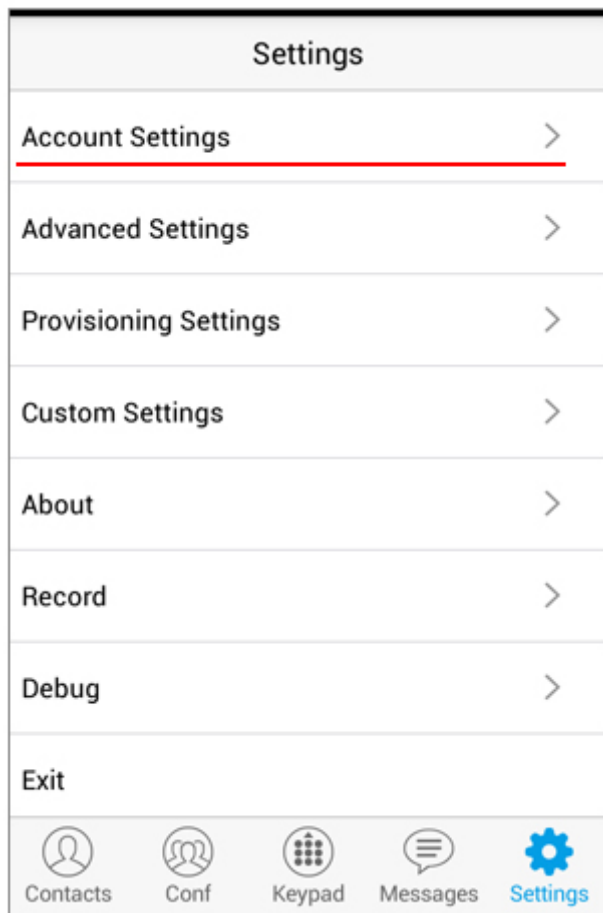 Settings
Account Settings
Advanced Settings
Provisioning Settings
Custom Settings
About
Record
Debug
Exit
Contacts Conf Keypad Messages Settings